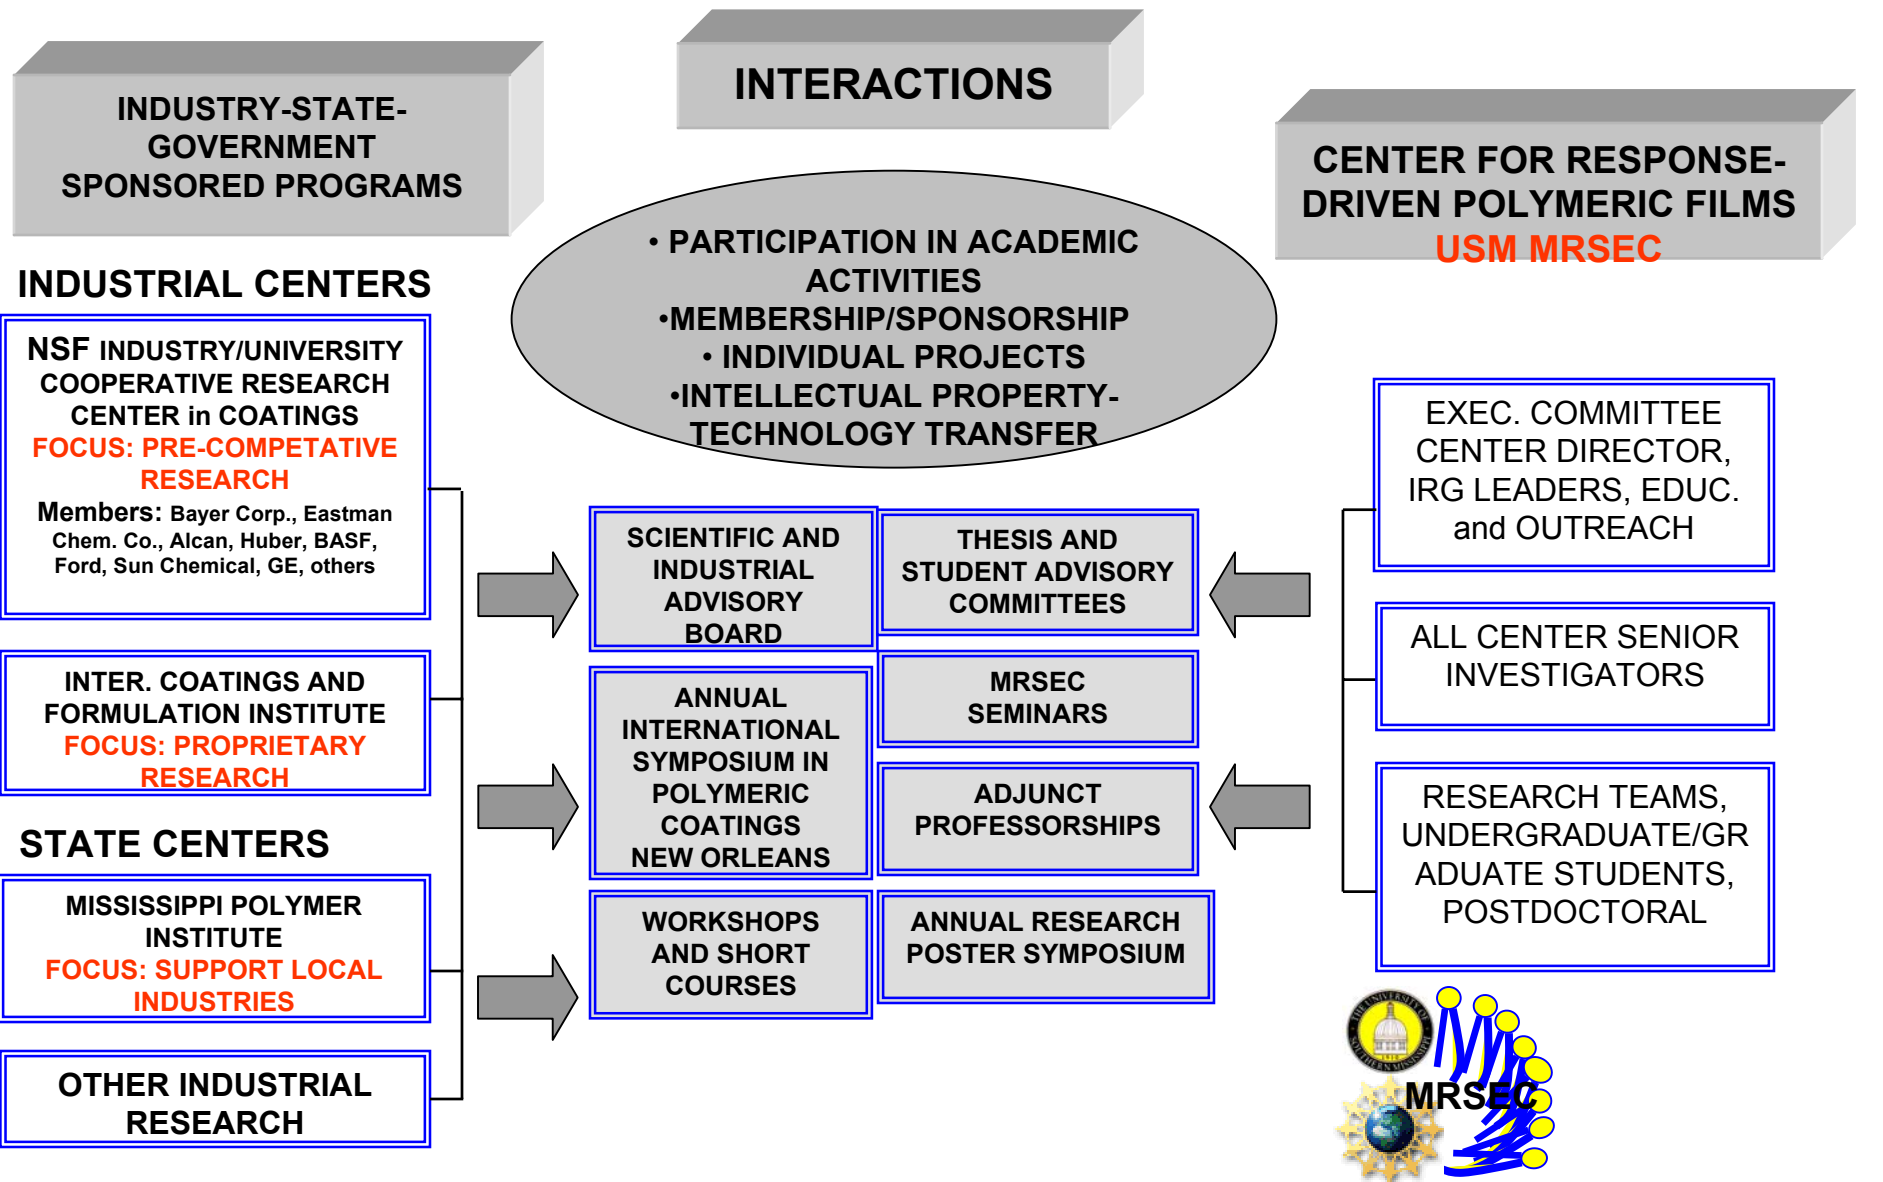 INDUSTRY-STATE-
GOVERNMENT
SPONSORED PROGRAMS
INTERACTIONS
CENTER FOR RESPONSE-
DRIVEN POLYMERIC FILMS
USM MRSEC
• PARTICIPATION IN ACADEMIC
ACTIVITIES
•MEMBERSHIP/SPONSORSHIP
• INDIVIDUAL PROJECTS
•INTELLECTUAL PROPERTY-
TECHNOLOGY TRANSFER
INDUSTRIAL CENTERS
NSF INDUSTRY/UNIVERSITY
COOPERATIVE RESEARCH
CENTER in COATINGS
FOCUS: PRE-COMPETATIVE
RESEARCH
Members: Bayer Corp., Eastman
Chem. Co., Alcan, Huber, BASF,
Ford, Sun Chemical, GE, others
INTER. COATINGS AND
FORMULATION INSTITUTE
FOCUS: PROPRIETARY
RESEARCH
STATE CENTERS
MISSISSIPPI POLYMER
INSTITUTE
FOCUS: SUPPORT LOCAL
INDUSTRIES
OTHER INDUSTRIAL
RESEARCH
SCIENTIFIC AND
INDUSTRIAL
ADVISORY
BOARD
THESIS AND
STUDENT ADVISORY
COMMITTEES
ANNUAL
INTERNATIONAL
SYMPOSIUM IN
POLYMERIC
COATINGS
NEW ORLEANS
MRSEC
SEMINARS
ADJUNCT
PROFESSORSHIPS
WORKSHOPS
AND SHORT
COURSES
ANNUAL RESEARCH
POSTER SYMPOSIUM
EXEC. COMMITTEE
CENTER DIRECTOR,
IRG LEADERS, EDUC.
and OUTREACH
ALL CENTER SENIOR
INVESTIGATORS
RESEARCH TEAMS,
UNDERGRADUATE/GR
ADUATE STUDENTS,
POSTDOCTORAL
THE UNIVERSITY OF
SOUTHERN MISSISSIPPI
MRSEC